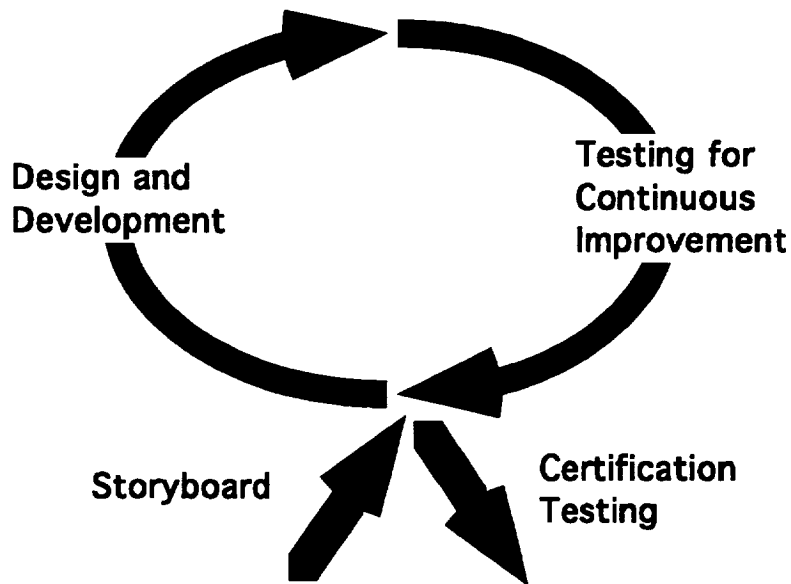 Design and
Development
Testing for
Continuous
Improvement
Storyboard
Certification
Testing